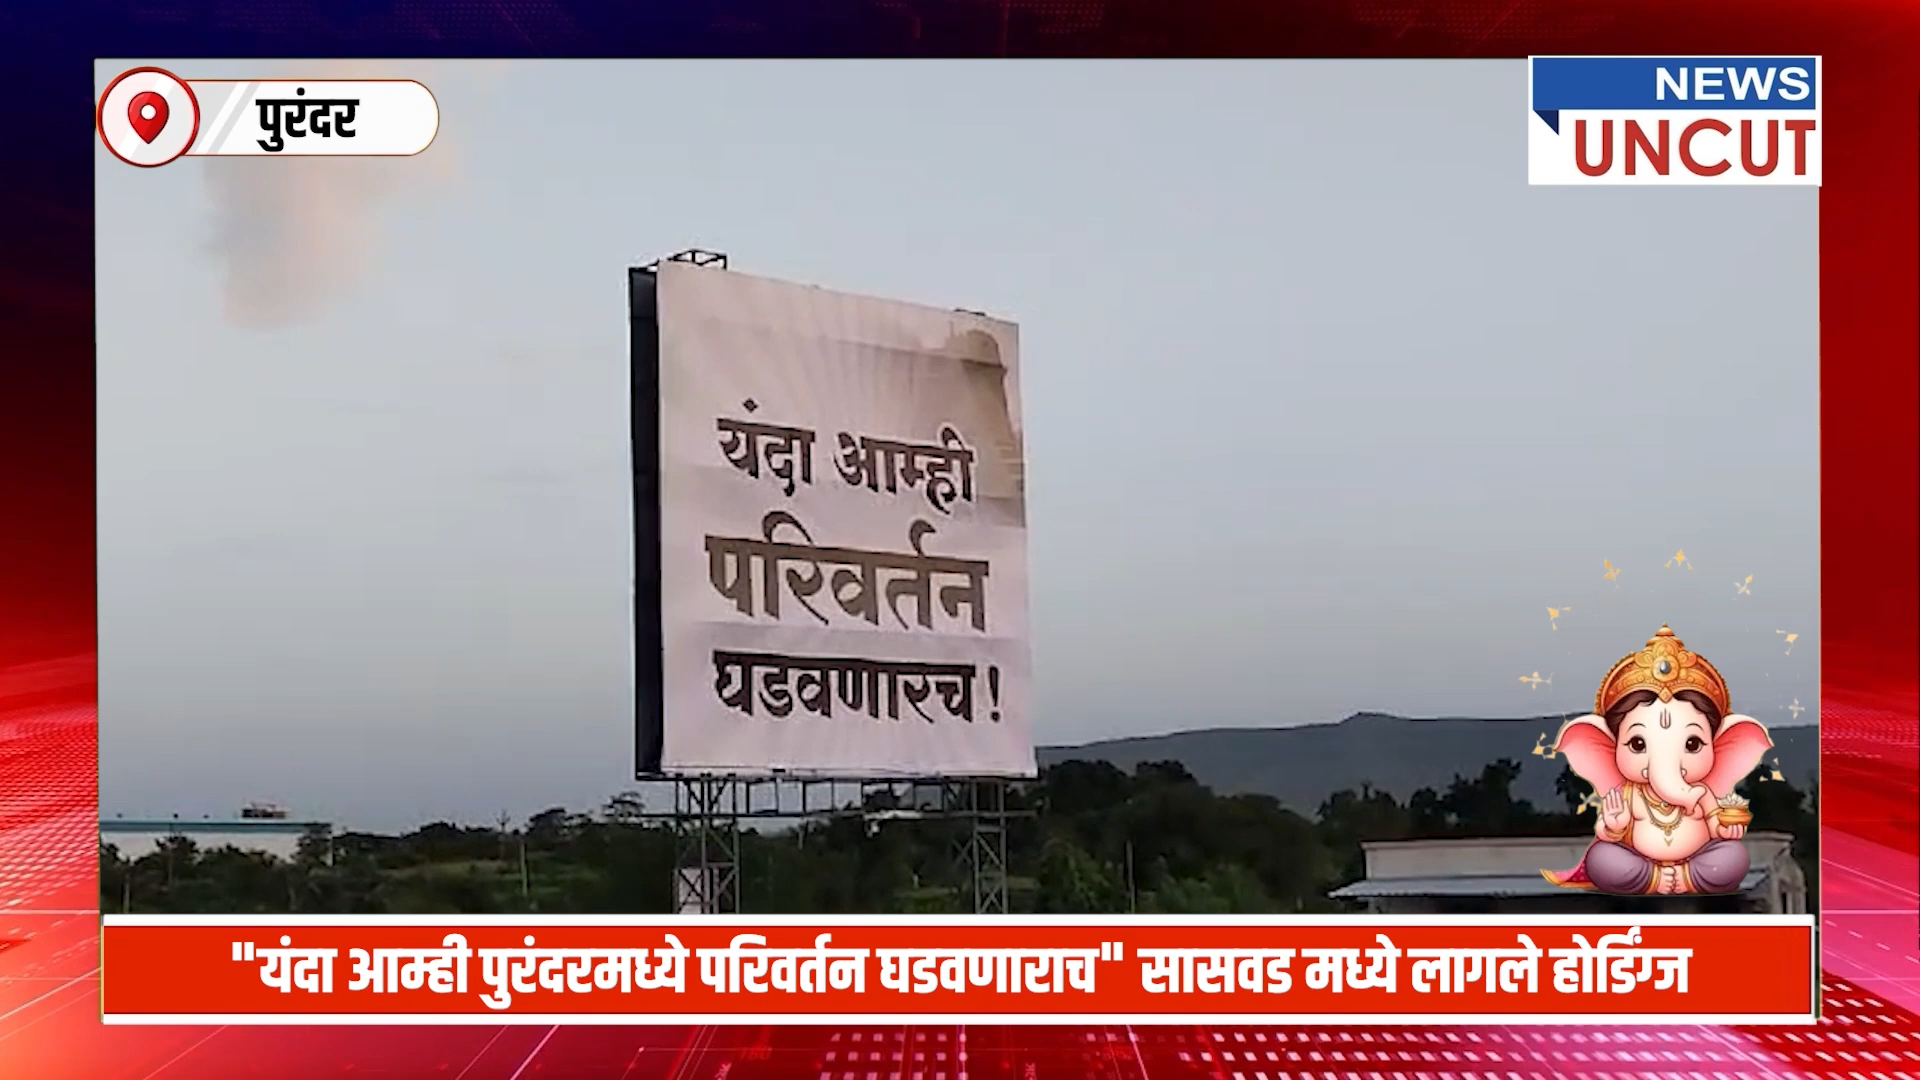 पुरंदर
NEWS
UNCUT
यंदा आम्ही
परिवर्तन
घडवणारच!
"यंदा आम्ही पुरंदरमध्ये परिवर्तन घडवणाराच" सासवड मध्ये लागले होर्डिंग्ज